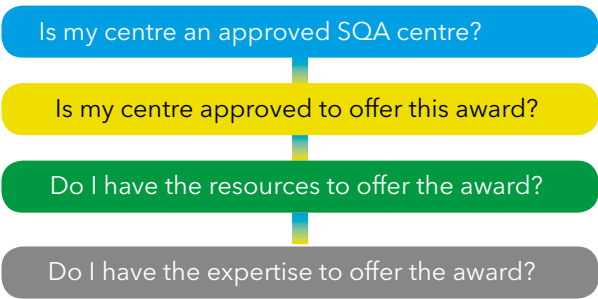 Is my centre an approved SQA centre?
Is my centre approved to offer this award?
Do I have the resources to offer the award?
Do I have the expertise to offer the award?